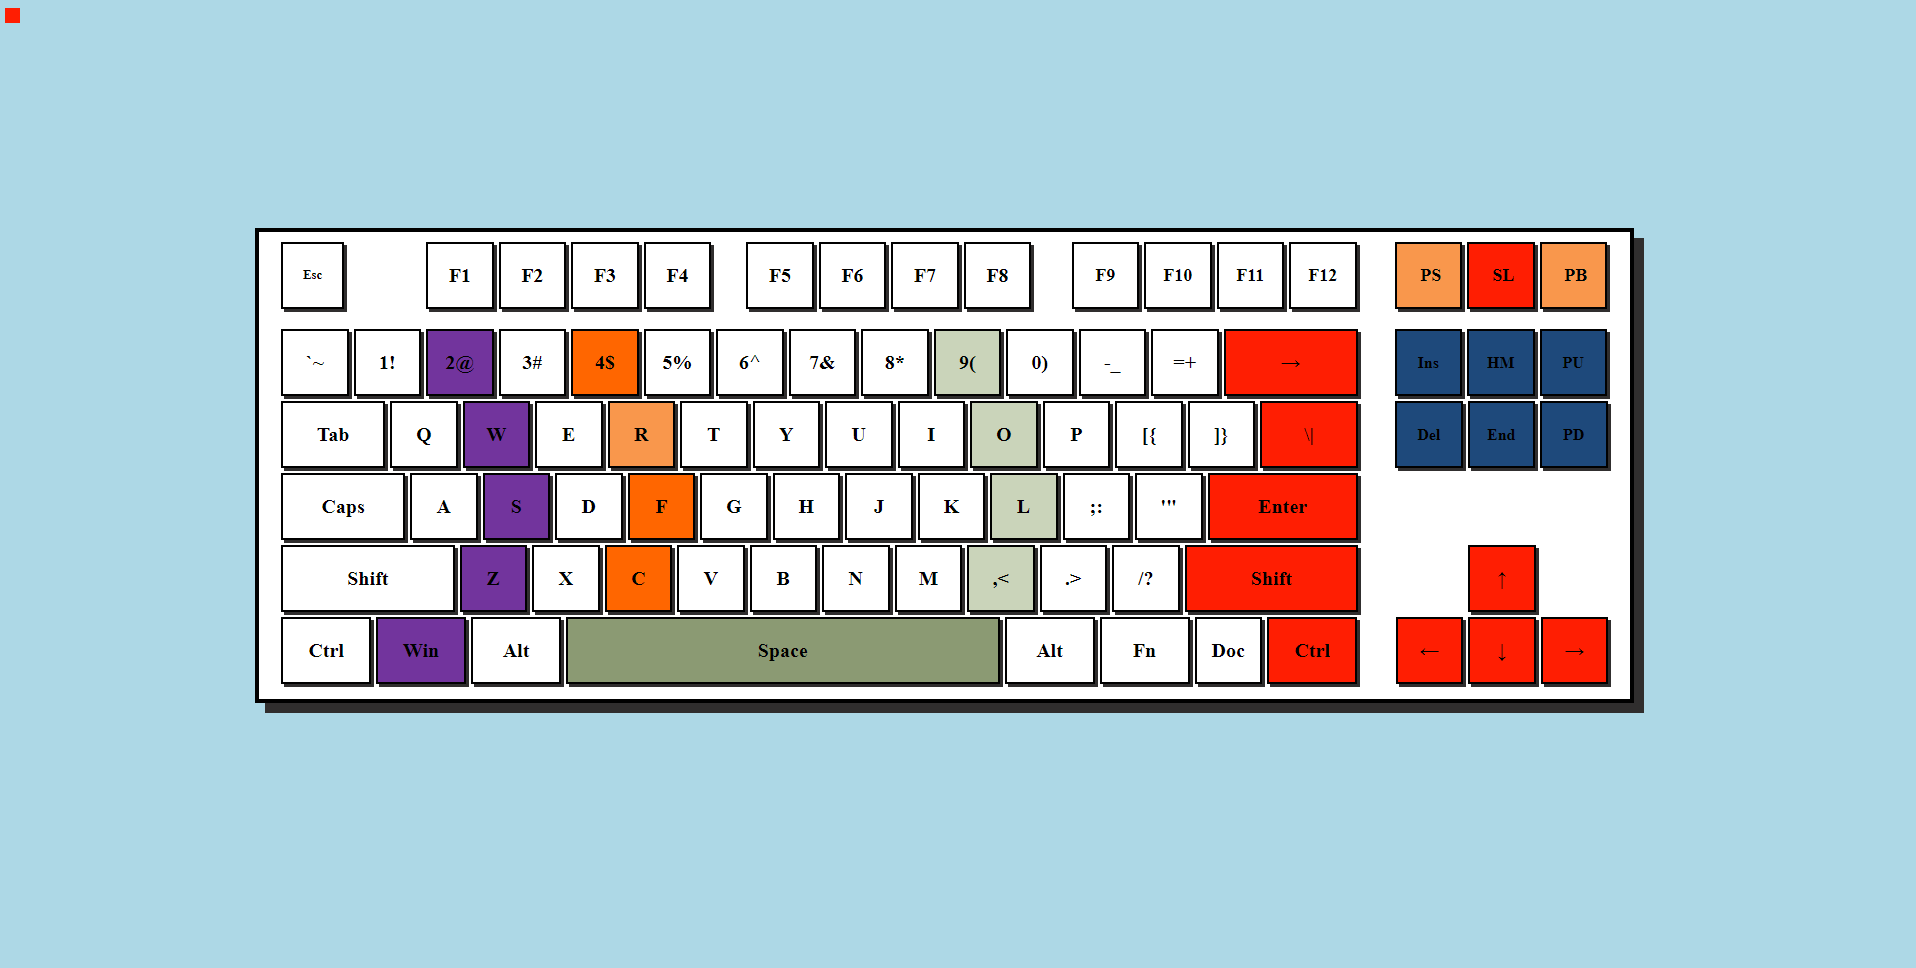 Esc F1 F2 F3 F4 F5 F6 F7 F8 F9 F10 F11 F12 PS SL PB
`~ 1! 2@ 3# 4$ 5% 6^ 7& 8* 9( 0) -_ =+ → Ins HM PU
Tab Q W E R T Y U I O P [{ ]} \| Del End PD
Caps A S D F G H J K L ;: '" Enter
Shift Z X C V B N M ,< .> /? Shift ↑
Ctrl Win Alt Space Alt Fn Doc Ctrl ← ↓ →